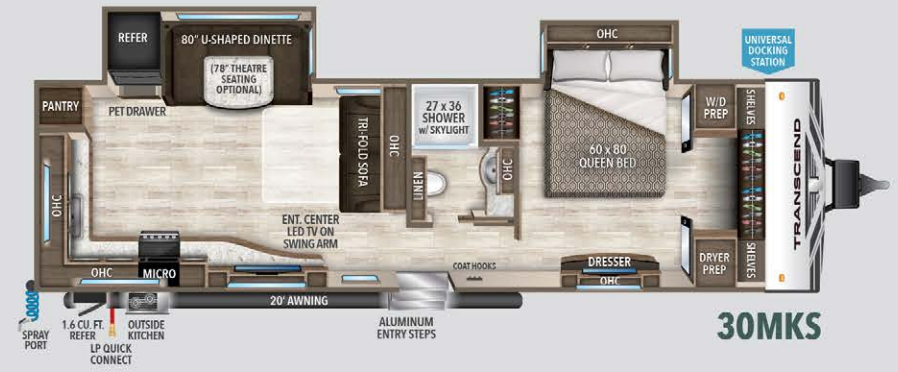 REFER
80" U-SHAPED DINETTE
(78" THEATRE
SEATING
OPTIONAL)
OHC
UNIVERSAL
DOCKING
STATION
PANTRY
PET DRAWER
TRI-FOLD SOFA
OHC
27 x 36
SHOWER
w/ SKYLIGHT
60 x 80
QUEEN BED
W/D
PREP
SHELVES
OHC
LINEN
OHC
TRANSCEND
ENT. CENTER
LED TV ON
SWING ARM
OHC
MICRO
COAT HOOKS
DRESSER
OHC
DRYER
PREP
SHELVES
20' AWNING
SPRAY
PORT
1.6 CU. FT.
REFER
LP QUICK
CONNECT
OUTSIDE
KITCHEN
ALUMINUM
ENTRY STEPS
30MKS